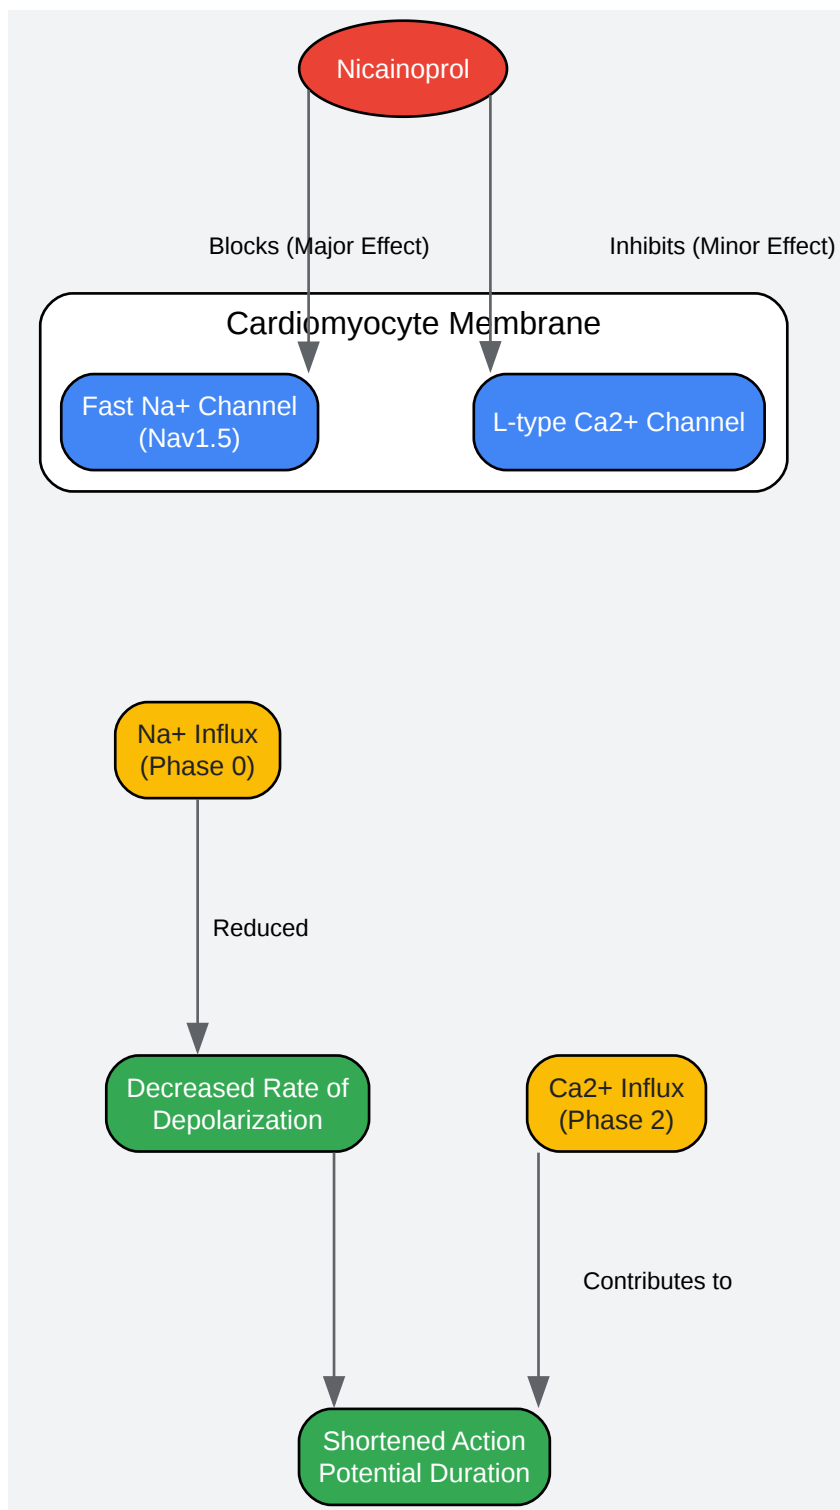 Nicainoprol
Blocks (Major Effect)
Inhibits (Minor Effect)
Cardiomyocyte Membrane
Fast Na+ Channel
(Nav1.5)
L-type Ca2+ Channel
Na+ Influx
(Phase 0)
Reduced
Decreased Rate of
Depolarization
Ca2+ Influx
(Phase 2)
Contributes to
Shortened Action
Potential Duration